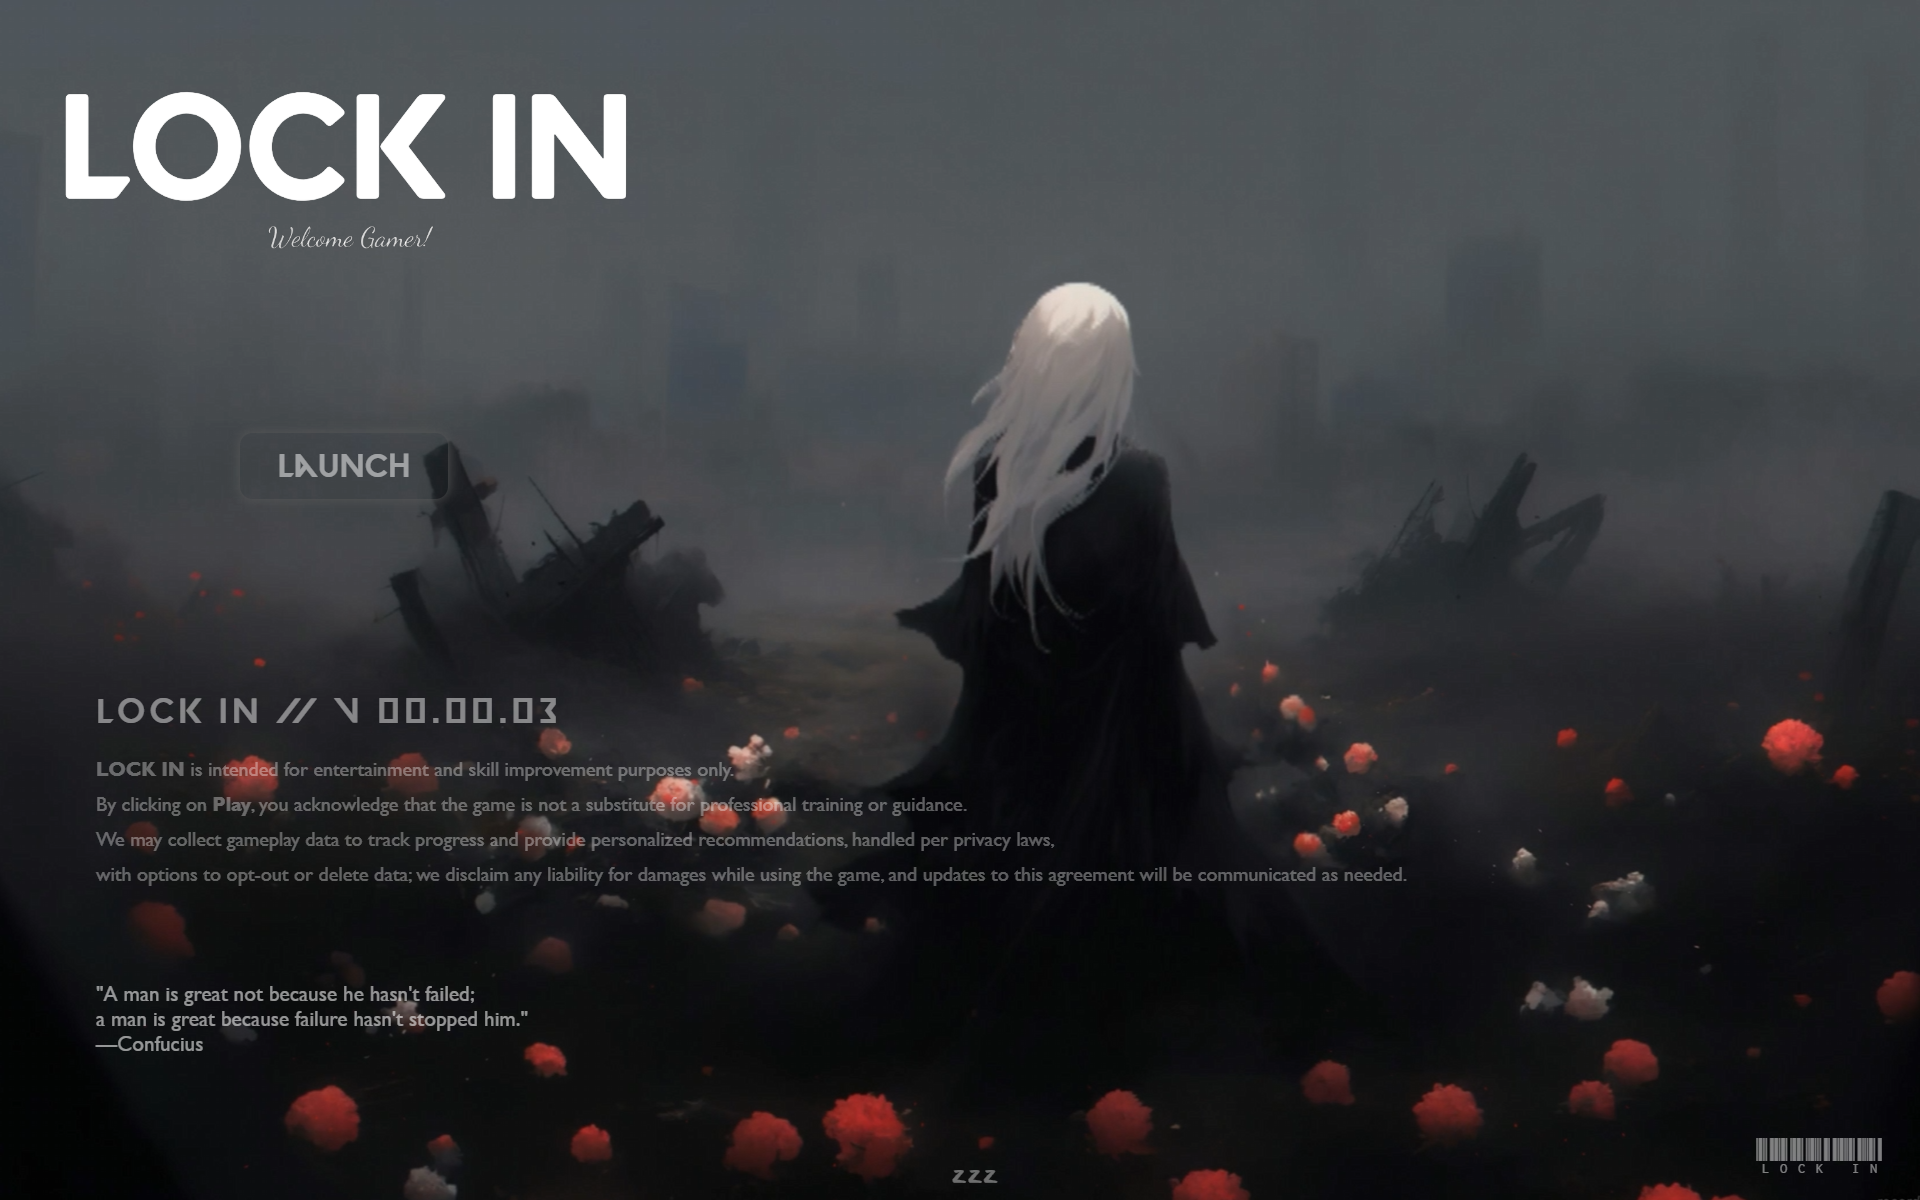 LOCK IN
Welcome Gamer!
LAUNCH
LOCK IN // V 00.00.03
LOCK IN is intended for entertainment and skill improvement purposes only.
By clicking on Play, you acknowledge that the game is not a substitute for professional training or guidance.
We may collect gameplay data to track progress and provide personalized recommendations, handled per privacy laws,
with options to opt-out or delete data; we disclaim any liability for damages while using the game, and updates to this agreement will be communicated as needed.
"A man is great not because he hasn't failed;
a man is great because failure hasn't stopped him."
—Confucius
zzz
LOCK IN